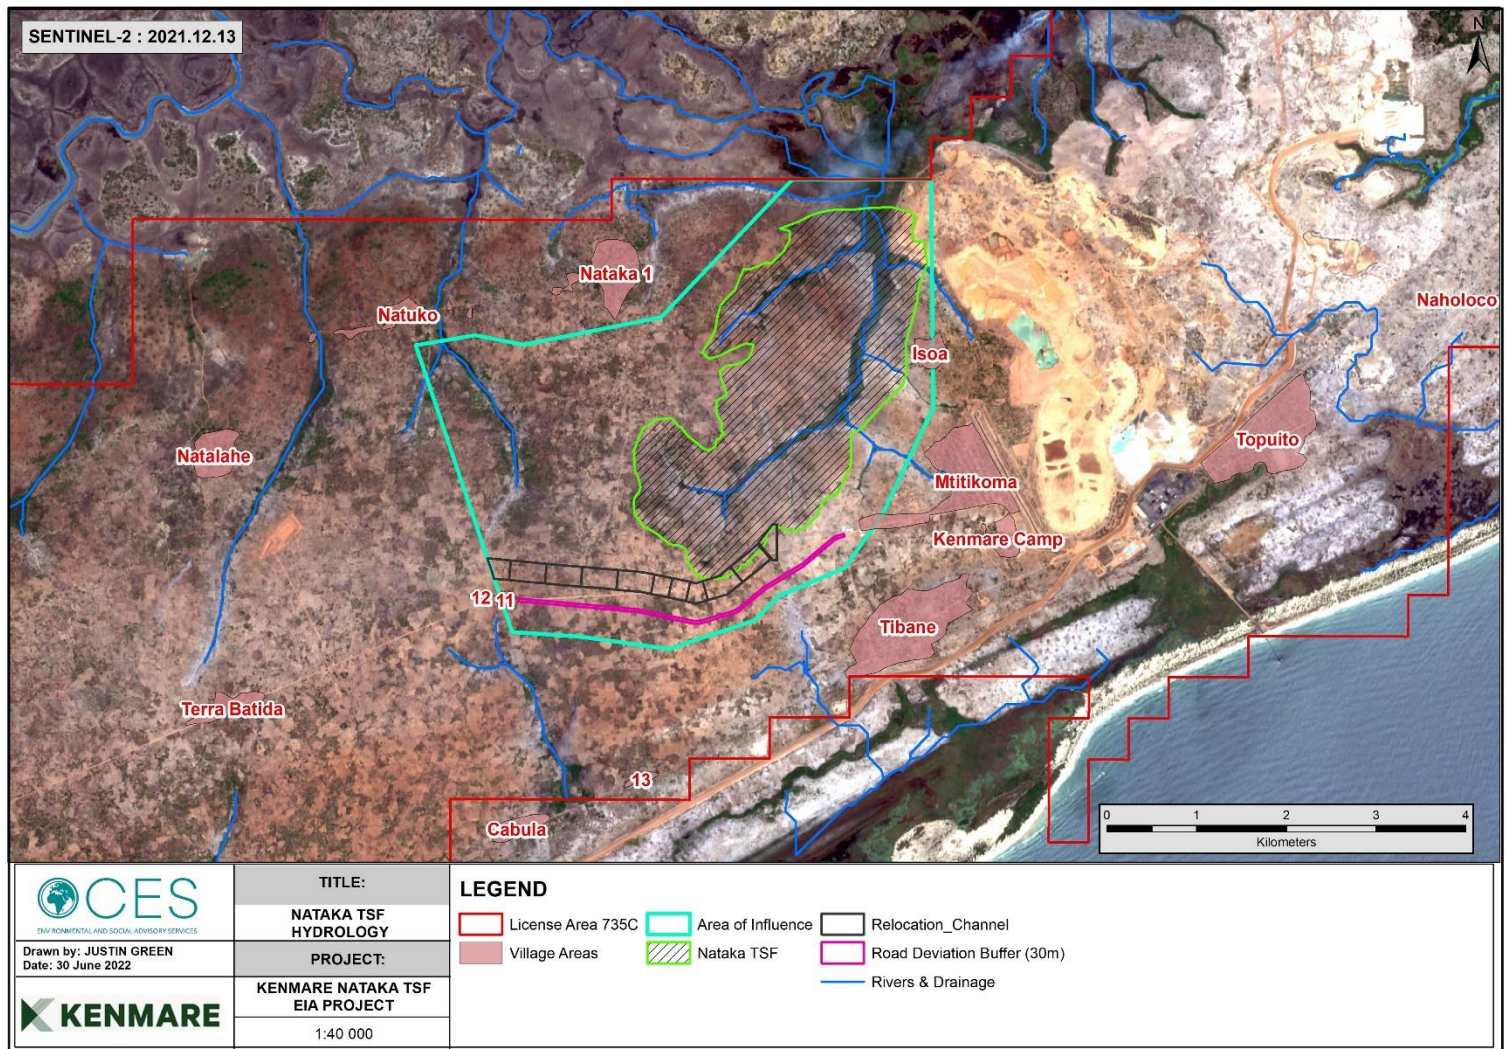 SENTINEL-2 : 2021.12.13
N
Nataka 1
Natuko
Naholoco
Isoa
Topuito
Natalahe
Mtitikoma
Kenmare Camp
12 11
Tibane
Terra Batida
13
Cabula
0 1 2 3 4
Kilometers
CES
ENVIRONMENTAL AND SOCIAL ADVISORY SERVICES
Drawn by: JUSTIN GREEN
Date: 30 June 2022
KENMARE
TITLE:
NATAKA TSF
HYDROLOGY
PROJECT:
KENMARE NATAKA TSF
EIA PROJECT
1:40 000
LEGEND
License Area 735C
Area of Influence
Relocation_Channel
Village Areas
Nataka TSF
Road Deviation Buffer (30m)
Rivers & Drainage